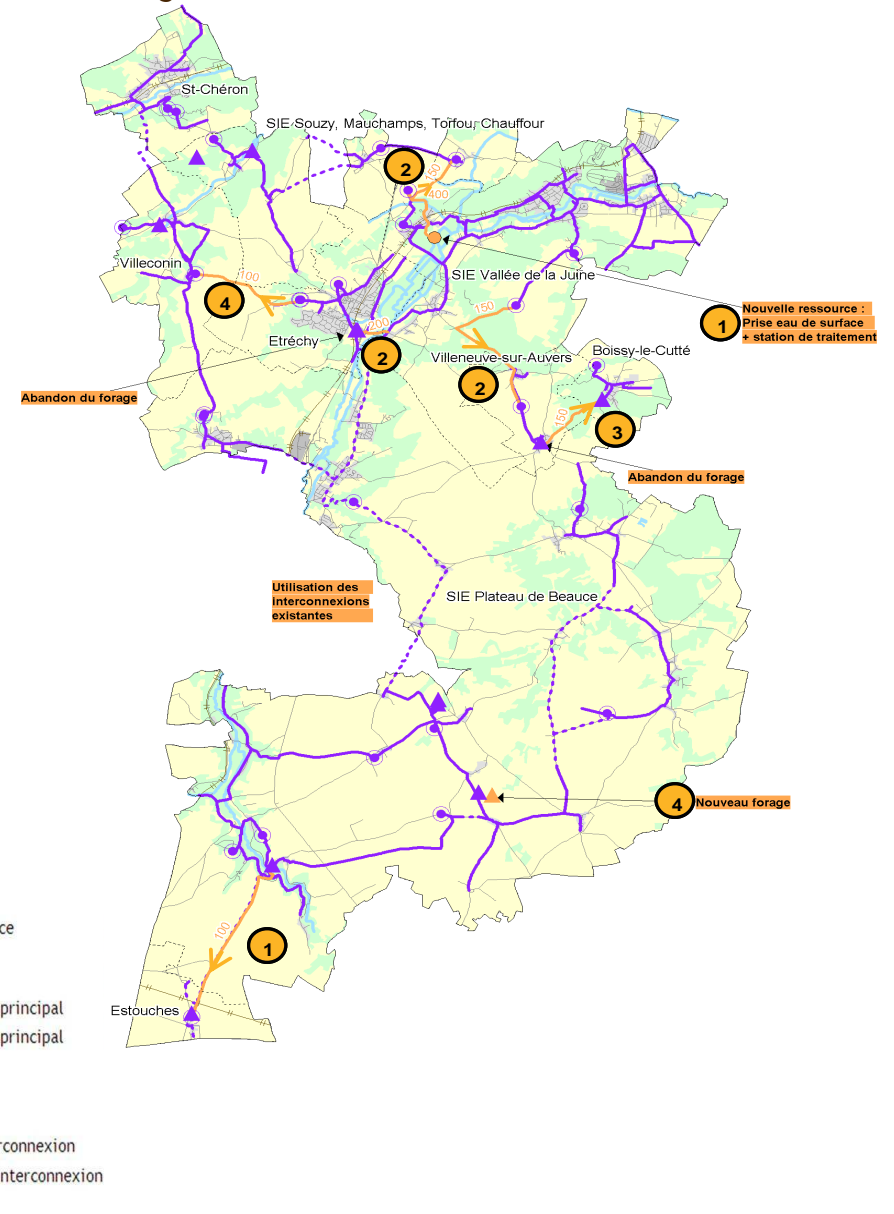 St-Chéron
SIE Souzy, Mauchamps, Torfou, Chauffour
2
150
400
Villeconin
100
4
SIE Vallée de la Juine
150
1
Nouvelle ressource :
Prise eau de surface
+ station de traitement
200
Etréchy
2
Villeneuve-sur-Auvers
Boissy-le-Cutté
2
Abandon du forage
150
3
Abandon du forage
Utilisation des
interconnexions
existantes
SIE Plateau de Beauce
4
Nouveau forage
ce
100
1
principal
Estouches
principal
rconnexion
nterconnexion